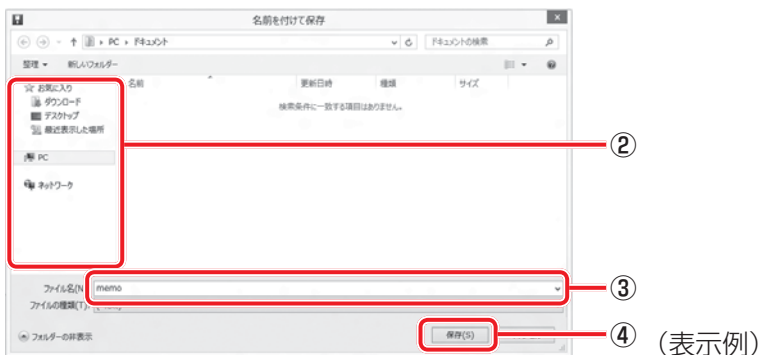 名前を付けて保存
PC ドキュメント
ドキュメントの検索
整理 新しいフォルダー
お気に入り
ダウンロード
デスクトップ
最近表示した場所
PC
ネットワーク
名前 更新日時 種類 サイズ
検索条件に一致する項目はありません。
②
ファイル名(N memo
③
ファイルの種類(T):
フォルダーの非表示
保存(S)
④ (表示例)